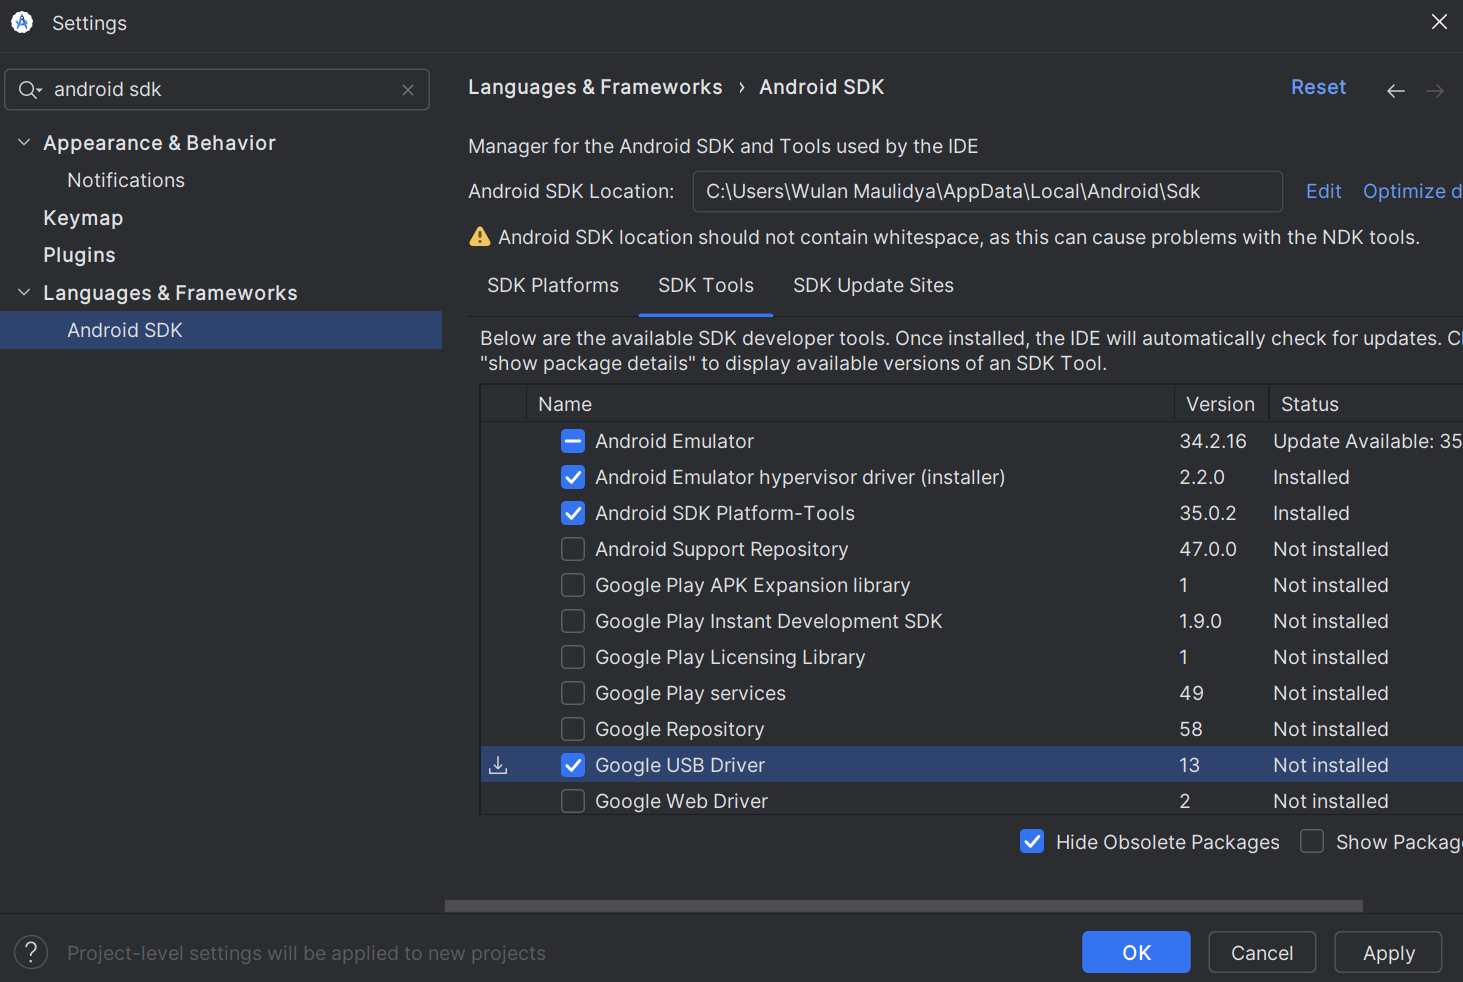 Settings
android sdk
Appearance & Behavior
Notifications
Keymap
Plugins
Languages & Frameworks
Android SDK
Languages & Frameworks › Android SDK
Reset
Manager for the Android SDK and Tools used by the IDE
Android SDK Location: C:\Users\Wulan Maulidya\AppData\Local\Android\Sdk Edit Optimize d
Android SDK location should not contain whitespace, as this can cause problems with the NDK tools.
SDK Platforms SDK Tools SDK Update Sites
Below are the available SDK developer tools. Once installed, the IDE will automatically check for updates. Cl
"show package details" to display available versions of an SDK Tool.
Name Version Status
Android Emulator 34.2.16 Update Available: 35
Android Emulator hypervisor driver (installer) 2.2.0 Installed
Android SDK Platform-Tools 35.0.2 Installed
Android Support Repository 47.0.0 Not installed
Google Play APK Expansion library 1 Not installed
Google Play Instant Development SDK 1.9.0 Not installed
Google Play Licensing Library 1 Not installed
Google Play services 49 Not installed
Google Repository 58 Not installed
Google USB Driver 13 Not installed
Google Web Driver 2 Not installed
Hide Obsolete Packages Show Packag
? Project-level settings will be applied to new projects
OK Cancel Apply